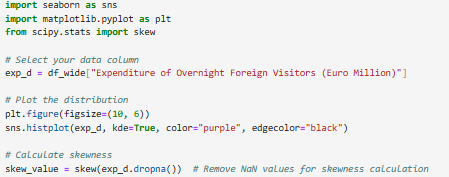 import seaborn as sns
import matplotlib.pyplot as plt
from scipy.stats import skew
# Select your data column
exp_d = df_wide["Expenditure of Overnight Foreign Visitors (Euro Million)"]
# Plot the distribution
plt.figure(figsize=(10, 6))
sns.histplot(exp_d, kde=True, color="purple", edgecolor="black")
# Calculate skewness
skew_value = skew(exp_d.dropna())  # Remove NaN values for skewness calculation